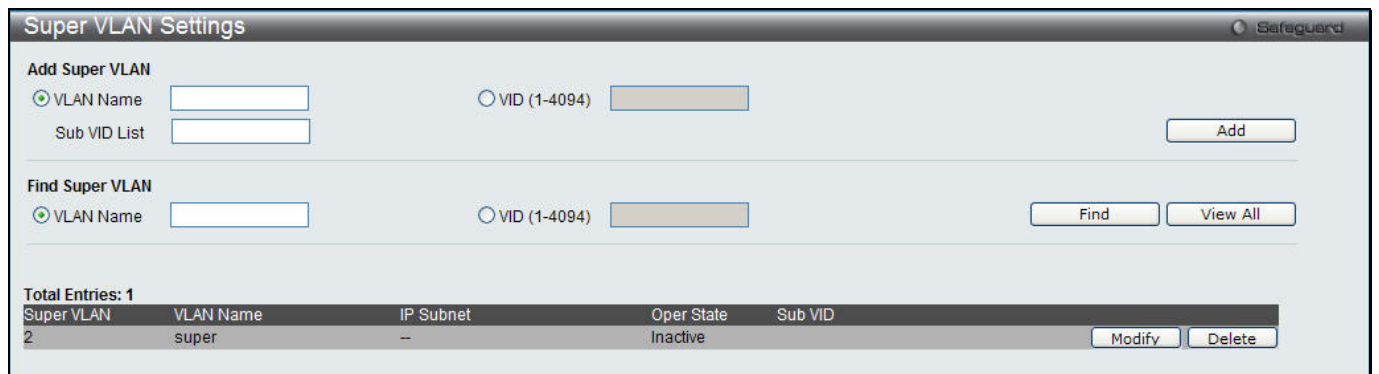 Super VLAN Settings
Safeguard
Add Super VLAN
VLAN Name VID (1-4094)
Sub VID List Add
Find Super VLAN
VLAN Name VID (1-4094) Find View All
Total Entries: 1
Super VLAN VLAN Name IP Subnet Oper State Sub VID
2 super -- Inactive Modify Delete